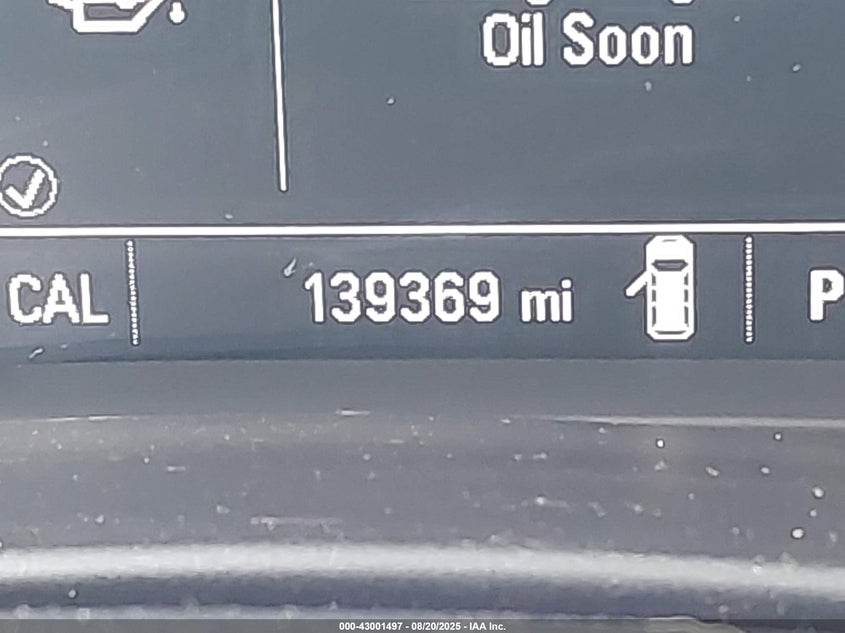 Oil Soon
CAL 139369 mi P
000-43001497 - 08/20/2025 - IAA Inc.